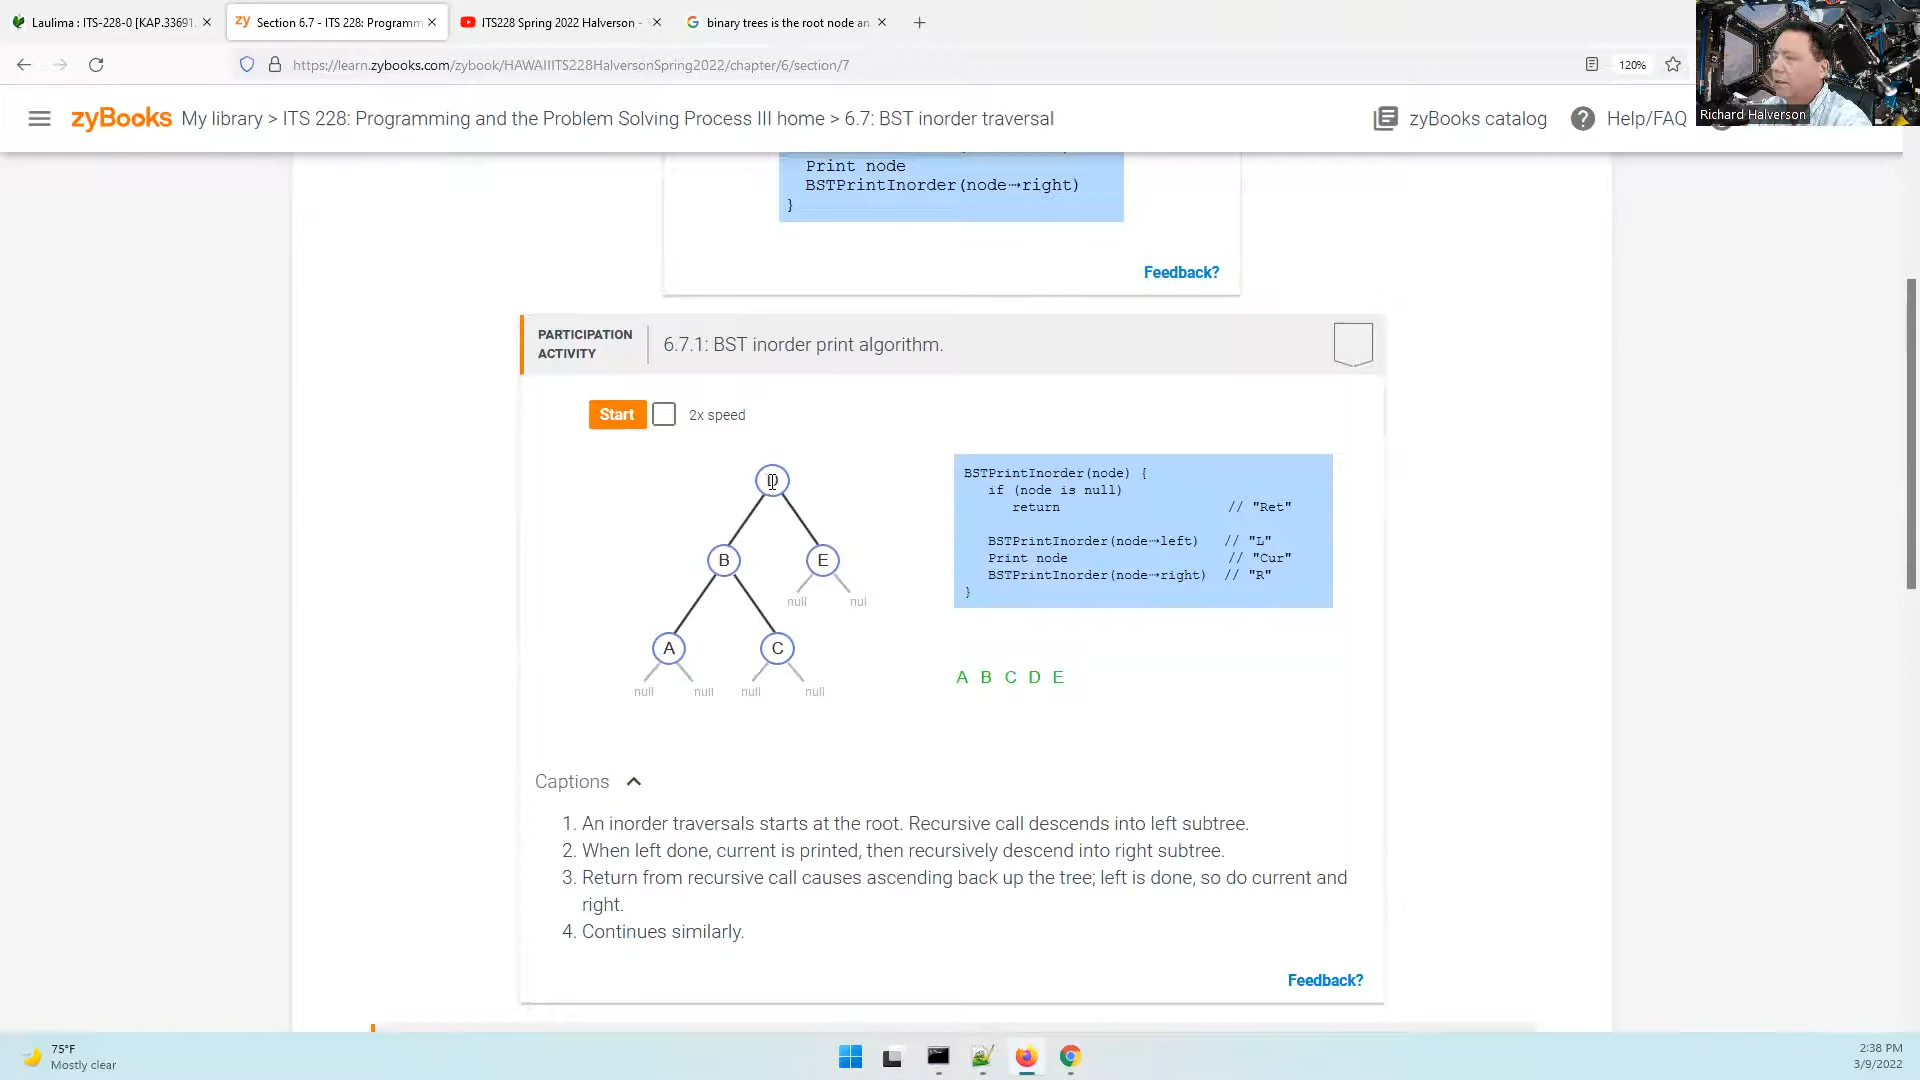 Laulima : ITS-228-0 [KAP.33691.
Section 6.7 - ITS 228: Programm
ITS228 Spring 2022 Halverson -
binary trees is the root node an
https://learn.zybooks.com/zybook/HAWAIIITS228HalversonSpring2022/chapter/6/section/7
120%
Richard Halverson
zyBooks My library > ITS 228: Programming and the Problem Solving Process III home > 6.7: BST inorder traversal
zyBooks catalog
Help/FAQ
Print node
BSTPrintInorder(node→right)
}
Feedback?
PARTICIPATION
ACTIVITY
6.7.1: BST inorder print algorithm.
Start
2x speed
B
E
null
nul
A
C
null
null
null
null
BSTPrintInorder(node) {
if (node is null)
return // "Ret"
BSTPrintInorder(node→left) // "L"
Print node // "Cur"
BSTPrintInorder(node→right) // "R"
}
A B C D E
Captions
1. An inorder traversals starts at the root. Recursive call descends into left subtree.
2. When left done, current is printed, then recursively descend into right subtree.
3. Return from recursive call causes ascending back up the tree; left is done, so do current and
right.
4. Continues similarly.
Feedback?
75°F
Mostly clear
2:38 PM
3/9/2022